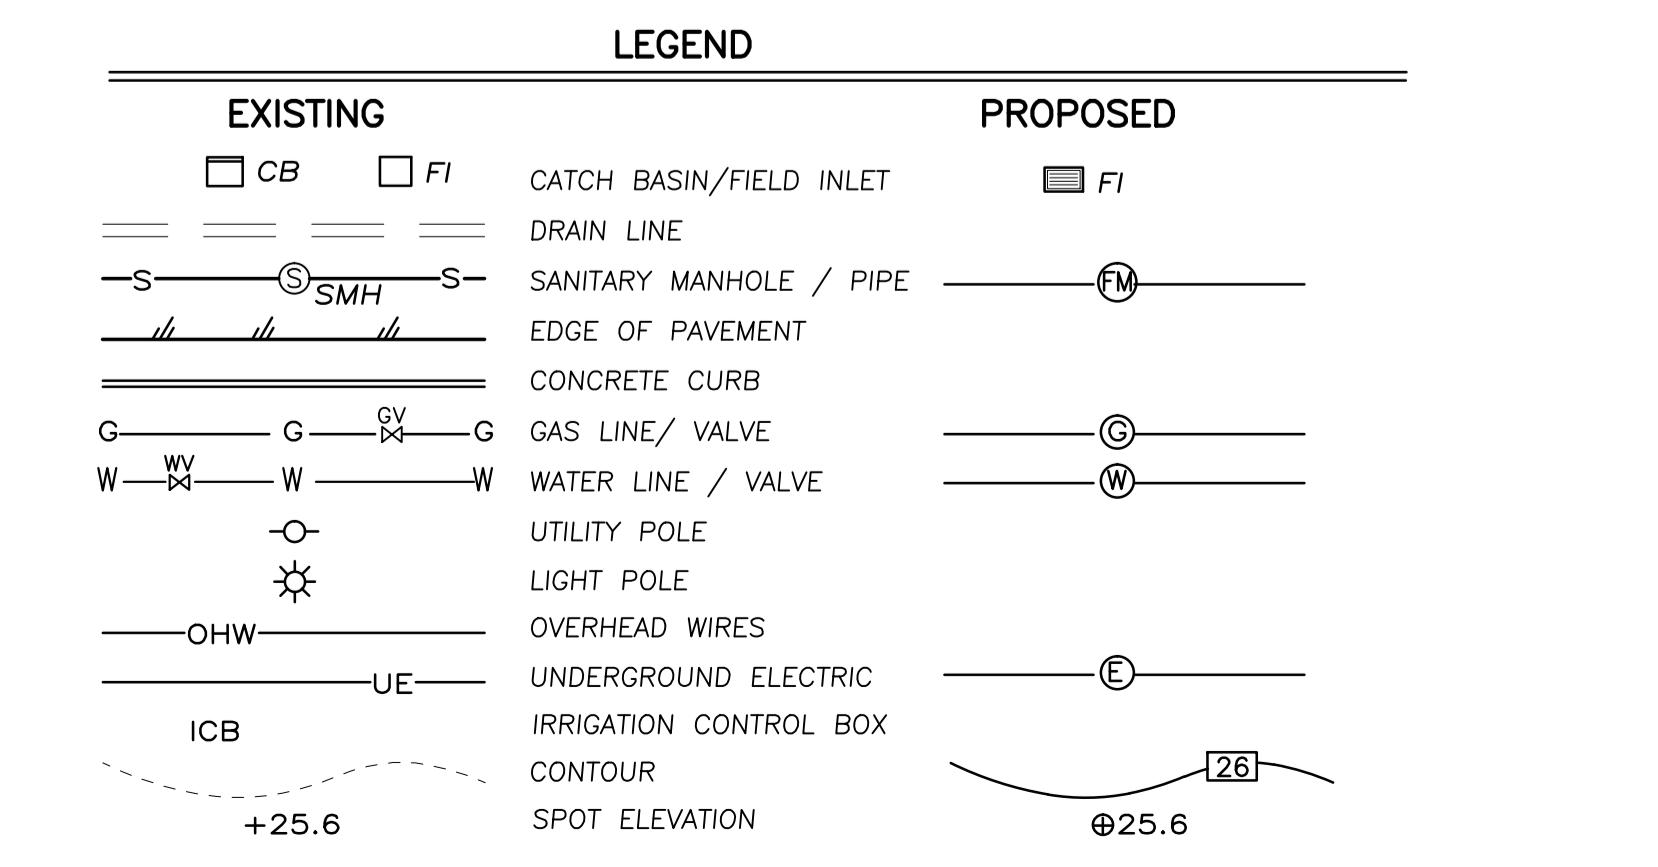 LEGEND
EXISTING PROPOSED
CB FI CATCH BASIN/FIELD INLET FI
DRAIN LINE
S S SMH S SANITARY MANHOLE / PIPE FM
EDGE OF PAVEMENT
CONCRETE CURB
G G GV G GAS LINE/ VALVE G
W WV W W WATER LINE / VALVE W
UTILITY POLE
LIGHT POLE
OHW OVERHEAD WIRES
UE UNDERGROUND ELECTRIC E
ICB IRRIGATION CONTROL BOX
CONTOUR 26
+25.6 SPOT ELEVATION ⊕25.6